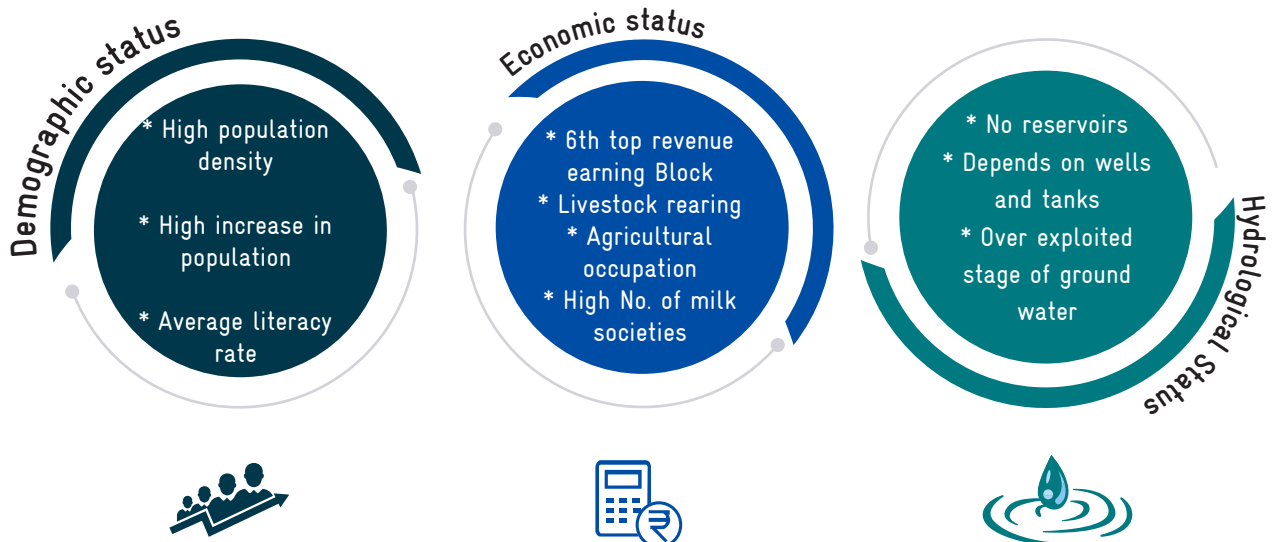 Demographic status
* High population
density
* High increase in
population
* Average literacy
rate
Economic status
* 6th top revenue
earning Block
* Livestock rearing
* Agricultural
occupation
* High No. of milk
societies
* No reservoirs
* Depends on wells
and tanks
* Over exploited
stage of ground
water
Hydrological Status
₹